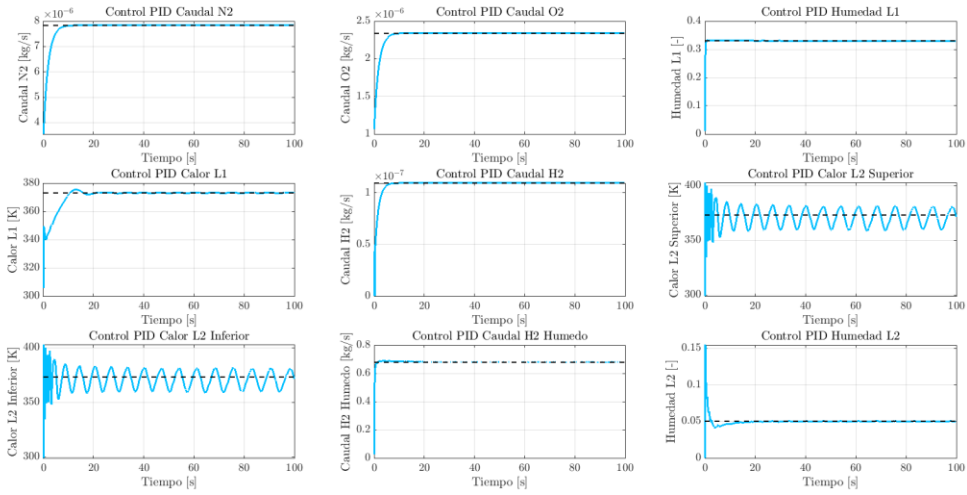 Control PID Caudal N2
×10⁻⁶
Caudal N2 [kg/s]
8
7
6
5
4
0 20 40 60 80 100
Tiempo [s]
Control PID Caudal O2
×10⁻⁶
Caudal O2 [kg/s]
2.5
2
1.5
1
0 20 40 60 80 100
Tiempo [s]
Control PID Humedad L1
Humedad L1 [-]
0.4
0.3
0.2
0.1
0
0 20 40 60 80 100
Tiempo [s]
Control PID Calor L1
Calor L1 [K]
380
360
340
320
300
0 20 40 60 80 100
Tiempo [s]
Control PID Caudal H2
×10⁻⁷
Caudal H2 [kg/s]
1
0.5
0
0 20 40 60 80 100
Tiempo [s]
Control PID Calor L2 Superior
Calor L2 Superior [K]
400
350
300
0 20 40 60 80 100
Tiempo [s]
Control PID Calor L2 Inferior
Calor L2 Inferior [K]
400
350
300
0 20 40 60 80 100
Tiempo [s]
Control PID Caudal H2 Humedo
Caudal H2 Humedo [kg/s]
0.8
0.6
0.4
0.2
0
0 20 40 60 80 100
Tiempo [s]
Control PID Humedad L2
Humedad L2 [-]
0.15
0.1
0.05
0
0 20 40 60 80 100
Tiempo [s]